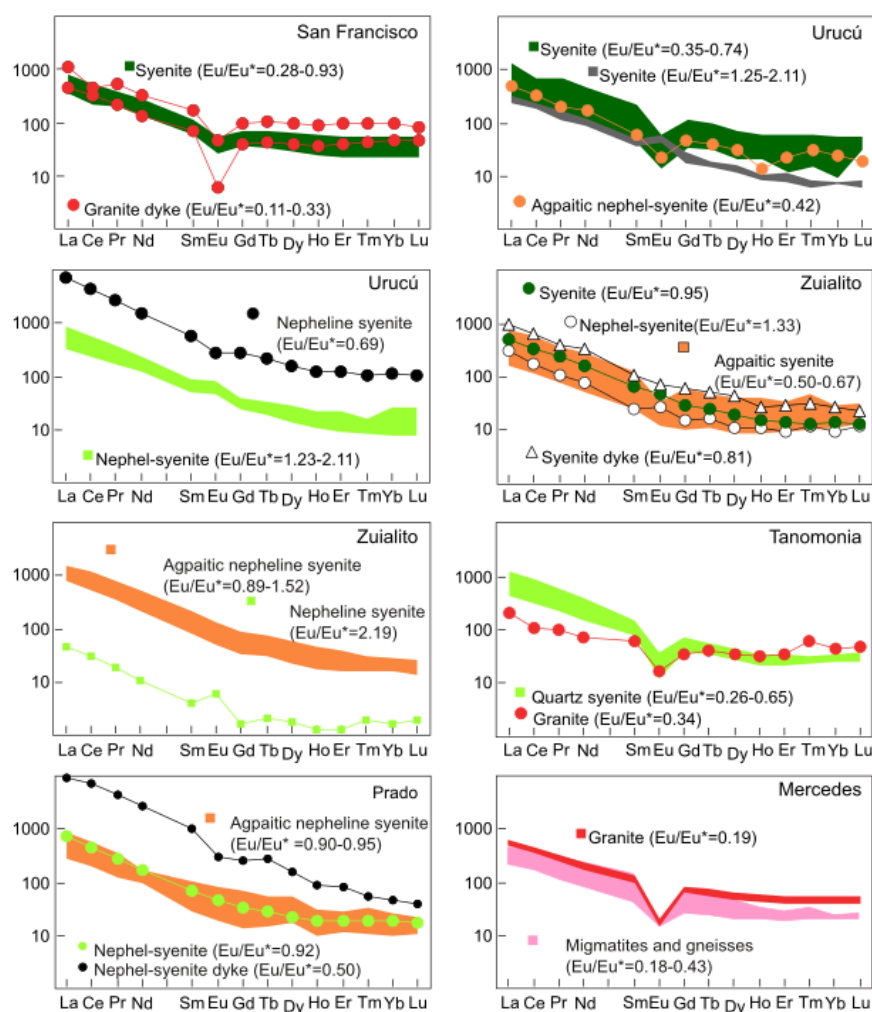 San Francisco
1000
100
10
Syenite (Eu/Eu*=0.28-0.93)
Granite dyke (Eu/Eu*=0.11-0.33)
La Ce Pr Nd Sm Eu Gd Tb Dy Ho Er Tm Yb Lu
Urucú
1000
100
10
Syenite (Eu/Eu*=0.35-0.74)
Syenite (Eu/Eu*=1.25-2.11)
Agpaitic nephel-syenite (Eu/Eu*=0.42)
La Ce Pr Nd Sm Eu Gd Tb Dy Ho Er Tm Yb Lu
Urucú
1000
100
10
Nepheline syenite
(Eu/Eu*=0.69)
Nephel-syenite (Eu/Eu*=1.23-2.11)
La Ce Pr Nd Sm Eu Gd Tb Dy Ho Er Tm Yb Lu
Zuialito
1000
100
10
Syenite (Eu/Eu*=0.95)
Nephel-syenite(Eu/Eu*=1.33)
Agpaitic syenite
(Eu/Eu*=0.50-0.67)
Syenite dyke (Eu/Eu*=0.81)
La Ce Pr Nd Sm Eu Gd Tb Dy Ho Er Tm Yb Lu
Zuialito
1000
100
10
Agpaitic nepheline syenite
(Eu/Eu*=0.89-1.52)
Nepheline syenite
(Eu/Eu*=2.19)
La Ce Pr Nd Sm Eu Gd Tb Dy Ho Er Tm Yb Lu
Tanomonia
1000
100
10
Quartz syenite (Eu/Eu*=0.26-0.65)
Granite (Eu/Eu*=0.34)
La Ce Pr Nd Sm Eu Gd Tb Dy Ho Er Tm Yb Lu
Prado
1000
100
10
Agpaitic nepheline syenite
(Eu/Eu* =0.90-0.95)
Nephel-syenite (Eu/Eu*=0.92)
Nephel-syenite dyke (Eu/Eu*=0.50)
La Ce Pr Nd Sm Eu Gd Tb Dy Ho Er Tm Yb Lu
Mercedes
1000
100
10
Granite (Eu/Eu*=0.19)
Migmatites and gneisses
(Eu/Eu*=0.18-0.43)
La Ce Pr Nd Sm Eu Gd Tb Dy Ho Er Tm Yb Lu